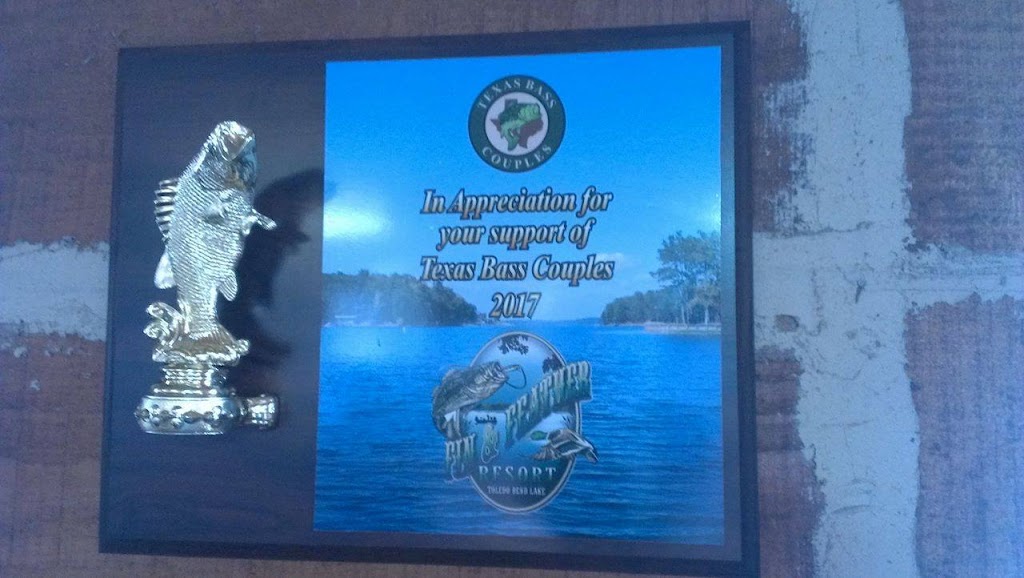 TEXAS BASS
COUPLES
In Appreciation for
your support of
Texas Bass Couples
2017
FIN & FEATHER
RESORT
TOLEDO BEND LAKE